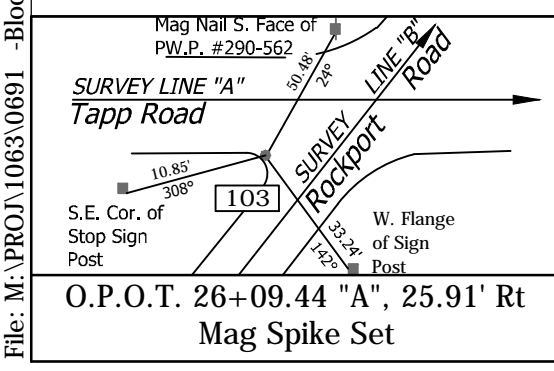 File: M:\PROJ\1063\0691 -Bloc
Mag Nail S. Face of
PW.P. #290-562
50.48'
24°
SURVEY LINE "A"
Tapp Road
SURVEY LINE "B"
Rockport Road
10.85'
308°
103
S.E. Cor. of
Stop Sign
Post
33.24'
142°
W. Flange
of Sign
Post
O.P.O.T. 26+09.44 "A", 25.91' Rt
Mag Spike Set